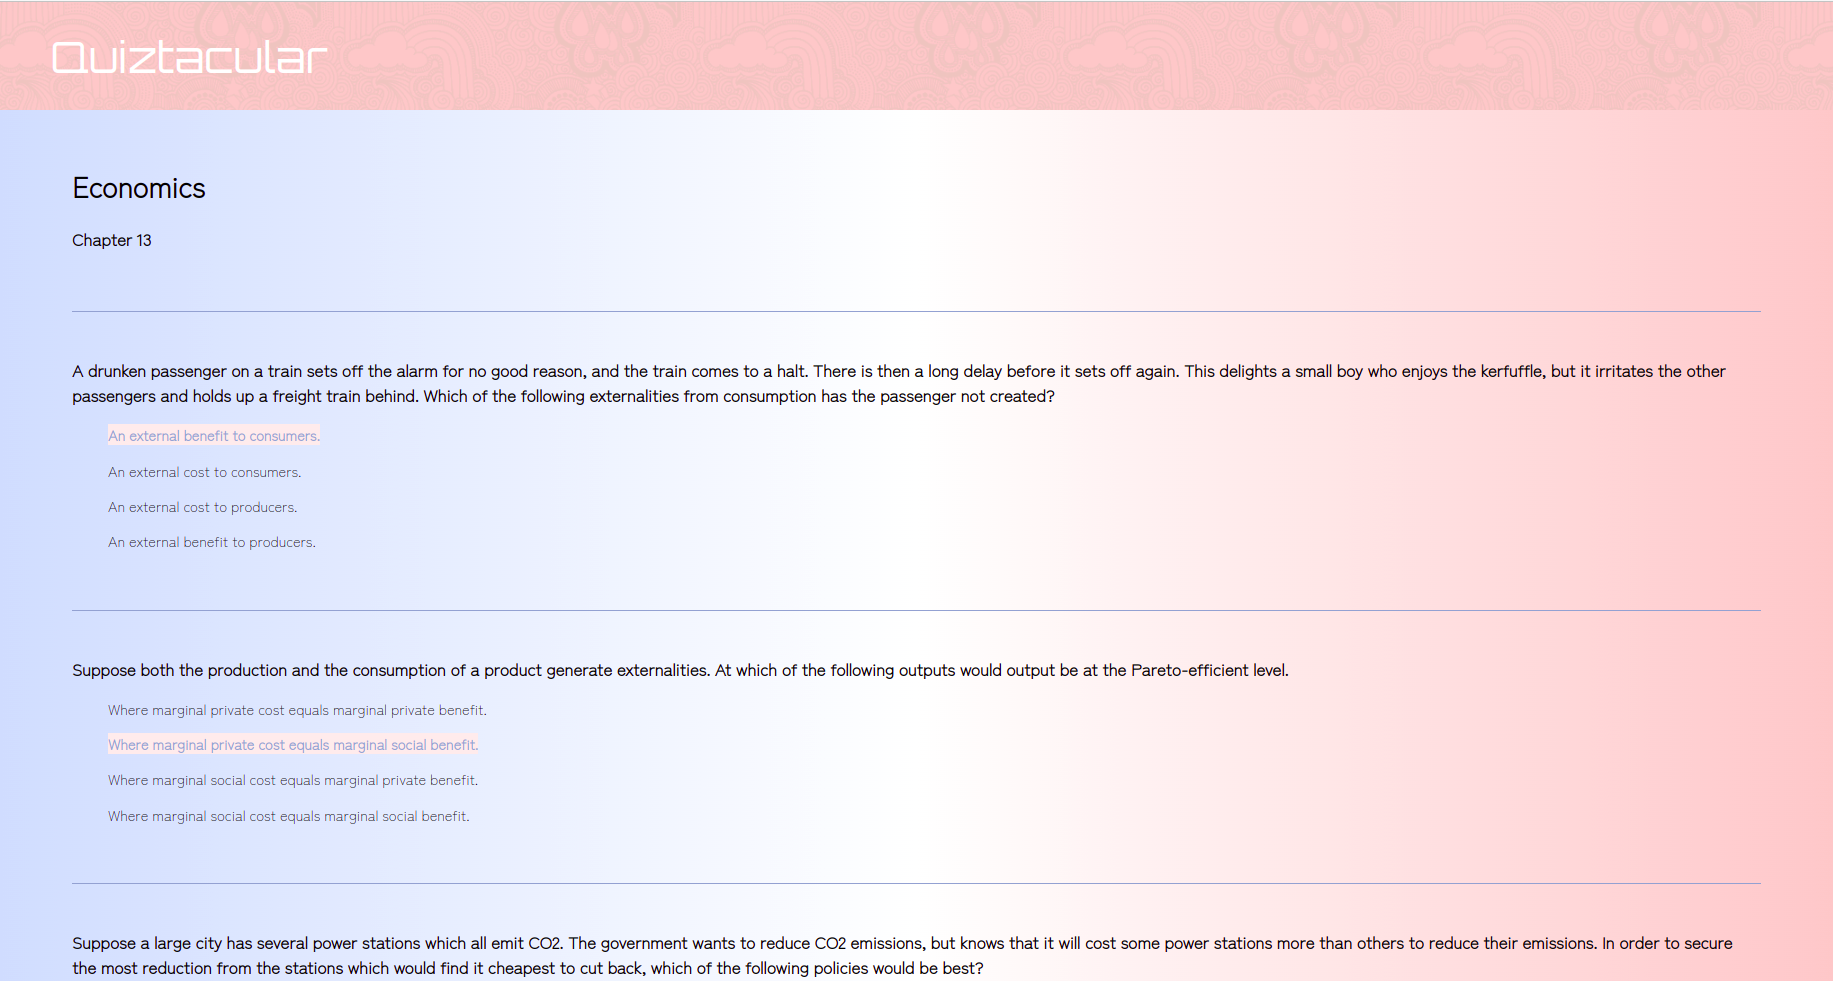 Quiztacular
Economics
Chapter 13
A drunken passenger on a train sets off the alarm for no good reason, and the train comes to a halt. There is then a long delay before it sets off again. This delights a small boy who enjoys the kerfuffle, but it irritates the other
passengers and holds up a freight train behind. Which of the following externalities from consumption has the passenger not created?
An external benefit to consumers.
An external cost to consumers.
An external cost to producers.
An external benefit to producers.
Suppose both the production and the consumption of a product generate externalities. At which of the following outputs would output be at the Pareto-efficient level.
Where marginal private cost equals marginal private benefit.
Where marginal private cost equals marginal social benefit.
Where marginal social cost equals marginal private benefit.
Where marginal social cost equals marginal social benefit.
Suppose a large city has several power stations which all emit CO2. The government wants to reduce CO2 emissions, but knows that it will cost some power stations more than others to reduce their emissions. In order to secure
the most reduction from the stations which would find it cheapest to cut back, which of the following policies would be best?